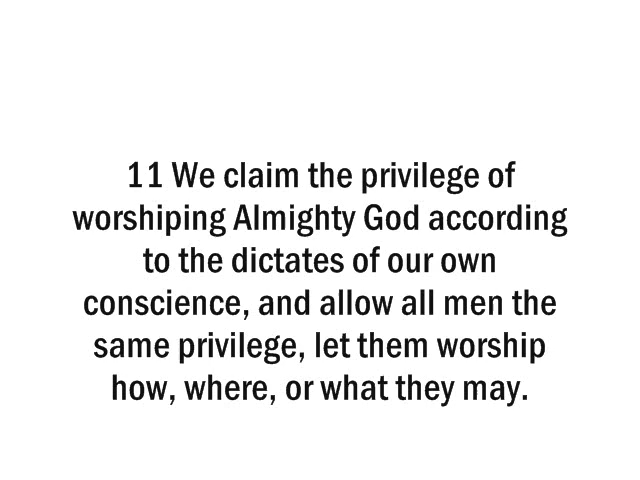 11 We claim the privilege of
worshiping Almighty God according
to the dictates of our own
conscience, and allow all men the
same privilege, let them worship
how, where, or what they may.